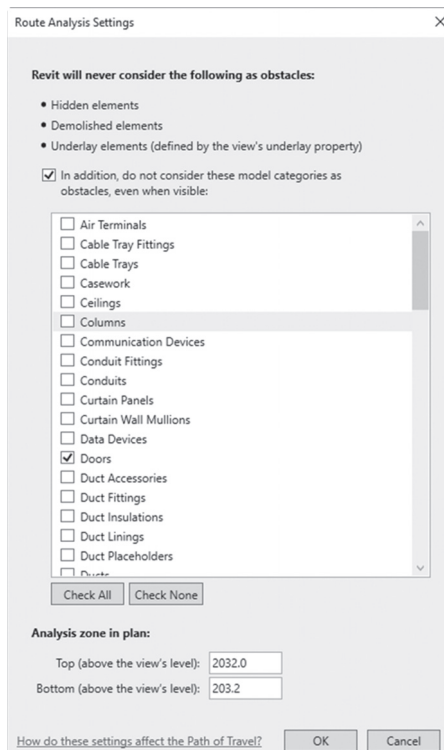 Route Analysis Settings
Revit will never consider the following as obstacles:
• Hidden elements
• Demolished elements
• Underlay elements (defined by the view's underlay property)
In addition, do not consider these model categories as
obstacles, even when visible:
Air Terminals
Cable Tray Fittings
Cable Trays
Casework
Ceilings
Columns
Communication Devices
Conduit Fittings
Conduits
Curtain Panels
Curtain Wall Mullions
Data Devices
Doors
Duct Accessories
Duct Fittings
Duct Insulations
Duct Linings
Duct Placeholders
Ducts
Check All Check None
Analysis zone in plan:
Top (above the view's level): 2032.0
Bottom (above the view's level): 203.2
How do these settings affect the Path of Travel? OK Cancel